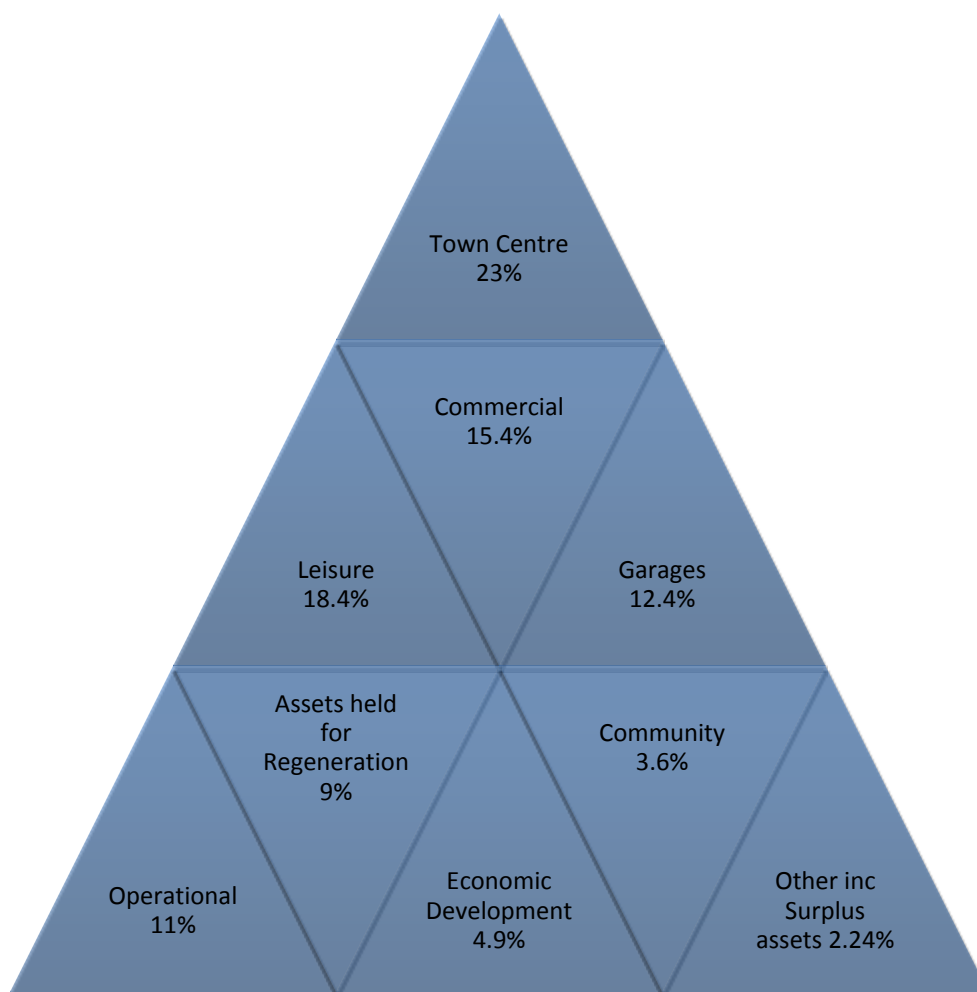 Town Centre
23%
Commercial
15.4%
Leisure
18.4%
Garages
12.4%
Assets held
for
Regeneration
9%
Community
3.6%
Operational
11%
Economic
Development
4.9%
Other inc
Surplus
assets 2.24%